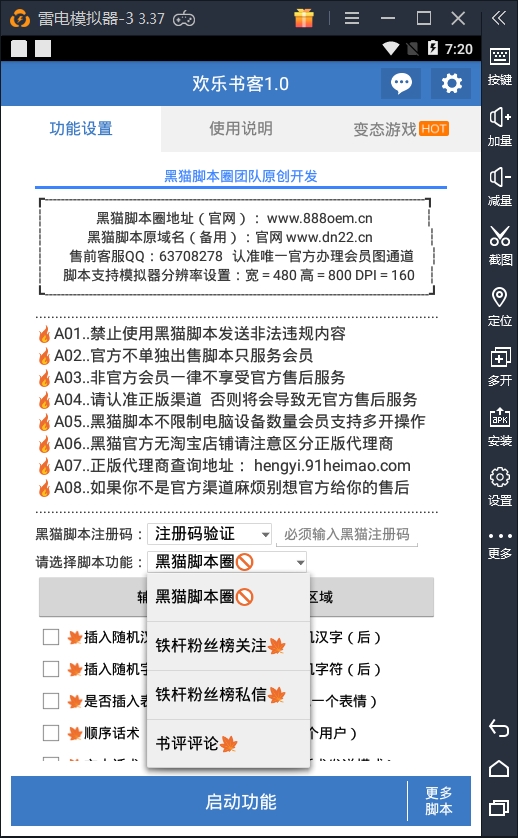 雷电模拟器-3 3.37
7:20
欢乐书客1.0
功能设置
使用说明
变态游戏 HOT
黑猫脚本圈团队原创开发
黑猫脚本圈地址（官网）：www.888oem.cn
黑猫脚本原域名（备用）：官网 www.dn22.cn
售前客服QQ：63708278 认准唯一官方办理会员图通道
脚本支持模拟器分辨率设置：宽＝480 高＝800 DPI＝160
A01..禁止使用黑猫脚本发送非法违规内容
A02..官方不单独出售脚本只服务会员
A03..非官方会员一律不享受官方售后服务
A04..请认准正版渠道 否则将会导致无官方售后服务
A05..黑猫脚本不限制电脑设备数量会员支持多开操作
A06..黑猫官方无淘宝店铺请注意区分正版代理商
A07..正版代理商查询地址：hengyi.91heimao.com
A08..如果你不是官方渠道麻烦别想官方给你的售后
黑猫脚本注册码：注册码验证 必须输入黑猫注册码
请选择脚本功能：黑猫脚本圈
黑猫脚本圈
铁杆粉丝榜关注
铁杆粉丝榜私信
书评评论
区域
插入随机汉
汉字（后）
插入随机字
字符（后）
是否插入表
一个表情）
顺序话术
个用户）
启动功能
更多
脚本
按键
加量
减量
截图
定位
多开
APK
安装
设置
更多